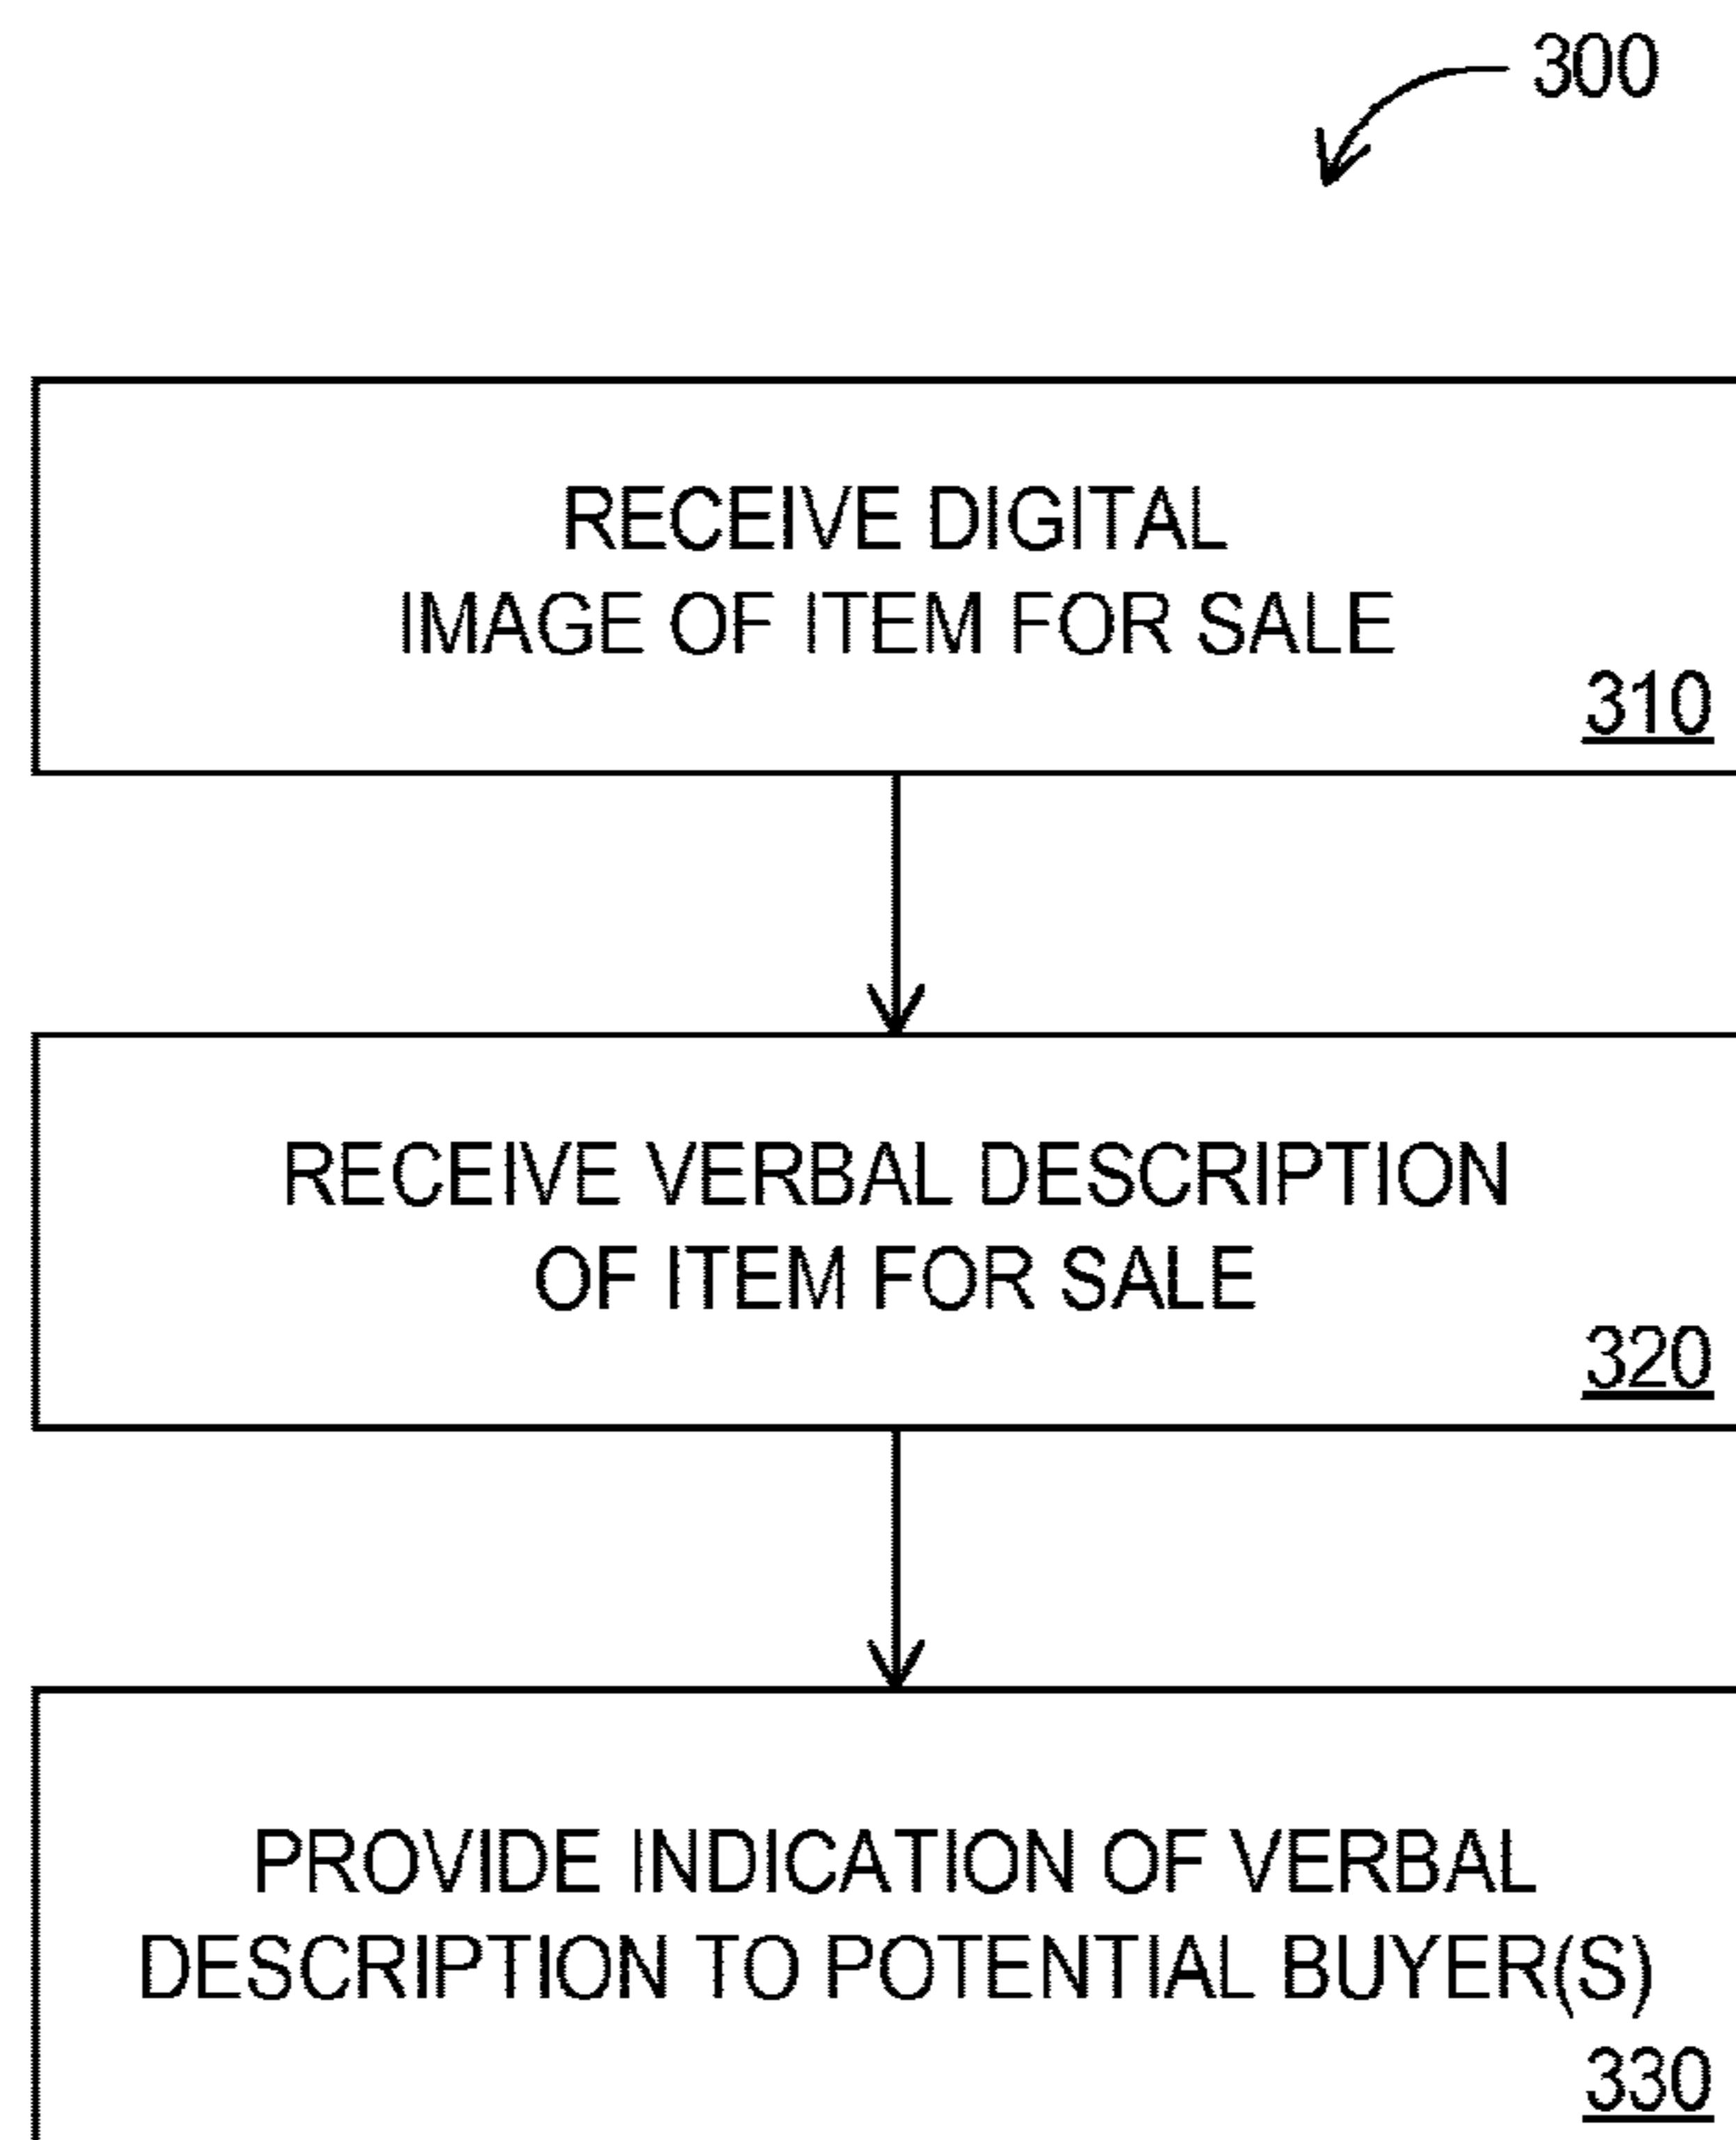 300
RECEIVE DIGITAL
IMAGE OF ITEM FOR SALE
310
RECEIVE VERBAL DESCRIPTION
OF ITEM FOR SALE
320
PROVIDE INDICATION OF VERBAL
DESCRIPTION TO POTENTIAL BUYER(S)
330